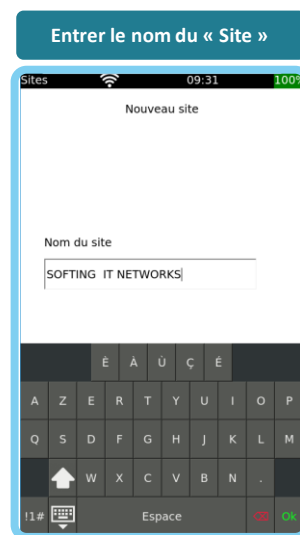 Entrer le nom du « Site »
Sites 09:31 100%
Nouveau site
Nom du site
SOFTING IT NETWORKS
È À Ù Ç É
A Z E R T Y U I O P
Q S D F G H J K L M
W X C V B N .
!1# Espace Ok